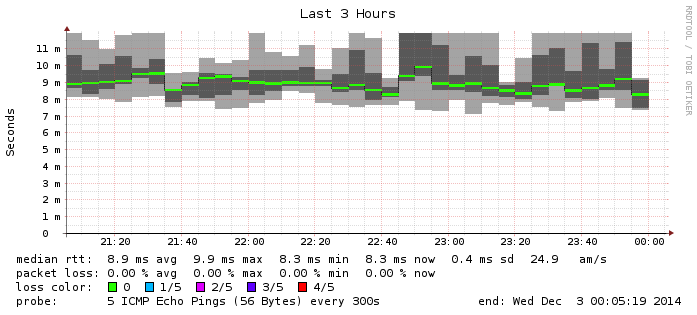 Last 3 Hours
RRDTOOL / TOBI OETIKER
Seconds
11 m
10 m
9 m
8 m
7 m
6 m
5 m
4 m
3 m
2 m
1 m
0
21:20 21:40 22:00 22:20 22:40 23:00 23:20 23:40 00:00
median rtt: 8.9 ms avg 9.9 ms max 8.3 ms min 8.3 ms now 0.4 ms sd 24.9 am/s
packet loss: 0.00 % avg 0.00 % max 0.00 % min 0.00 % now
loss color: 0 1/5 2/5 3/5 4/5
probe: 5 ICMP Echo Pings (56 Bytes) every 300s end: Wed Dec 3 00:05:19 2014